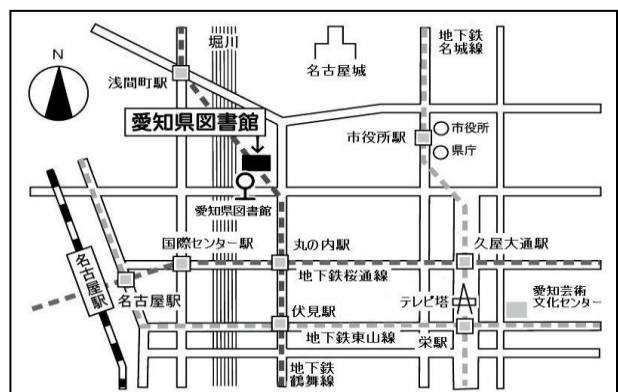 N
堀川
名古屋城
地下鉄
名城線
浅間町駅
愛知県図書館
市役所駅
市役所
県庁
愛知県図書館
国際センター駅
丸の内駅
久屋大通駅
地下鉄桜通線
名古屋駅
名古屋駅
伏見駅
テレビ塔
愛知芸術
文化センター
地下鉄東山線
栄駅
地下鉄
鶴舞線